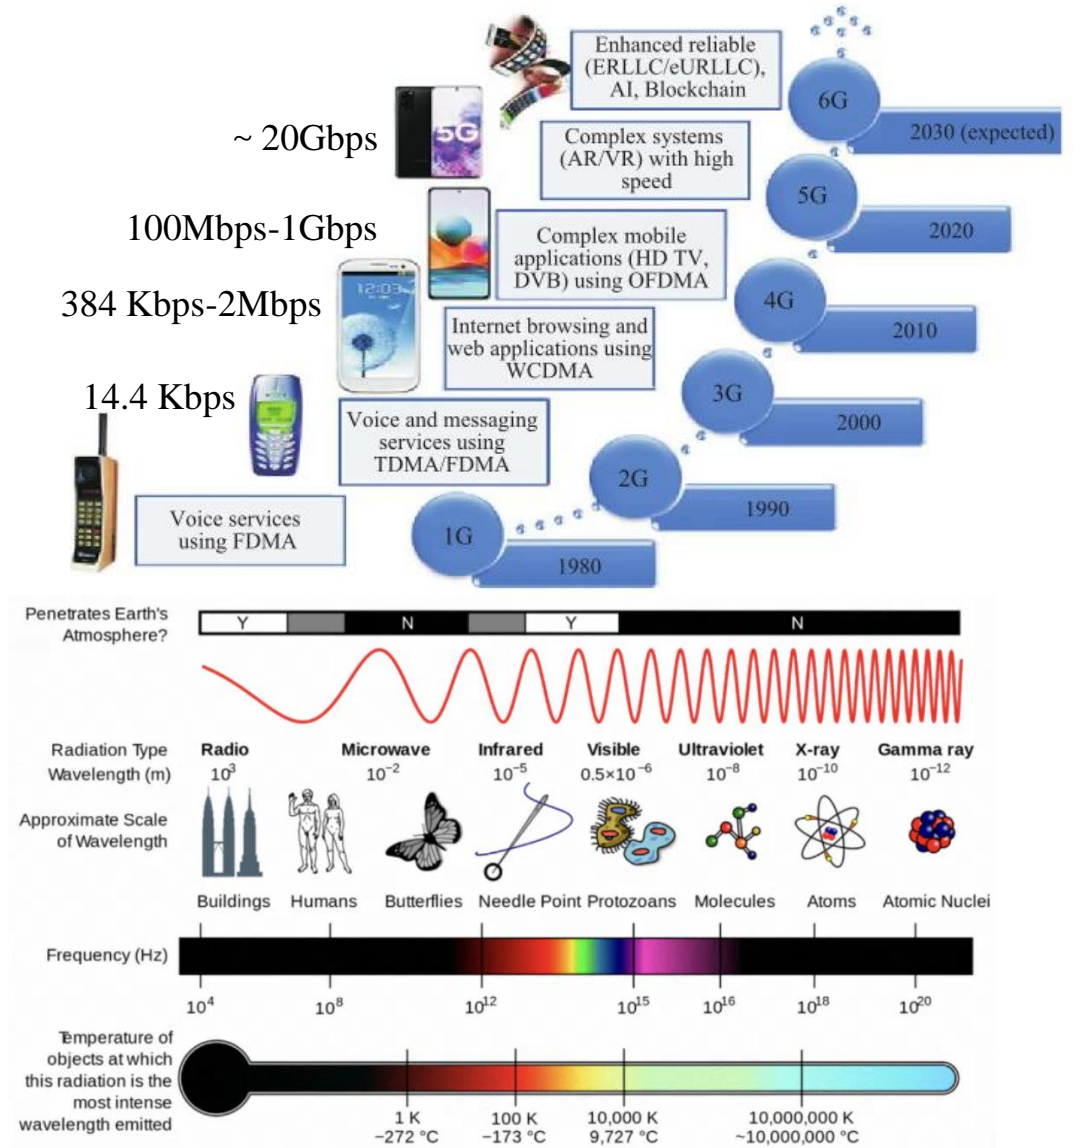 Enhanced reliable
(ERLLC/eURLLC),
AI, Blockchain
6G
2030 (expected)
~ 20Gbps
5G
Complex systems
(AR/VR) with high
speed
5G
2020
100Mbps-1Gbps
Complex mobile
applications (HD TV,
DVB) using OFDMA
4G
2010
384 Kbps-2Mbps
12:03
Internet browsing and
web applications using
WCDMA
3G
2000
14.4 Kbps
Voice and messaging
services using
TDMA/FDMA
2G
1990
Voice services
using FDMA
1G
1980
Penetrates Earth's
Atmosphere?
Y N Y N
Radiation Type
Radio Microwave Infrared Visible Ultraviolet X-ray Gamma ray
Wavelength (m)
10³ 10⁻² 10⁻⁵ 0.5×10⁻⁶ 10⁻⁸ 10⁻¹⁰ 10⁻¹²
Approximate Scale
of Wavelength
Buildings Humans Butterflies Needle Point Protozoans Molecules Atoms Atomic Nuclei
Frequency (Hz)
10⁴ 10⁸ 10¹² 10¹⁵ 10¹⁶ 10¹⁸ 10²⁰
Temperature of
objects at which
this radiation is the
most intense
wavelength emitted
1 K 100 K 10,000 K 10,0000,000 K
−272 °C −173 °C 9,727 °C ~10,0000,000 °C